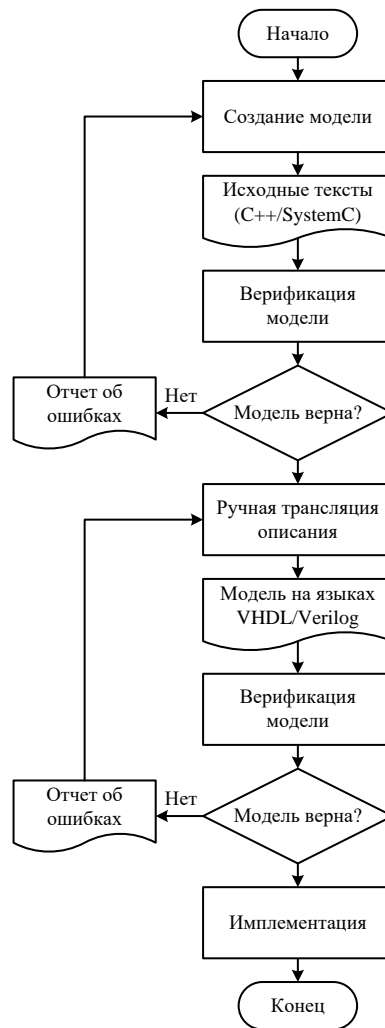 Начало
Создание модели
Исходные тексты
(C++/SystemC)
Верификация
модели
Модель верна?
Нет
Отчет об
ошибках
Ручная трансляция
описания
Модель на языках
VHDL/Verilog
Верификация
модели
Модель верна?
Нет
Отчет об
ошибках
Имплементация
Конец